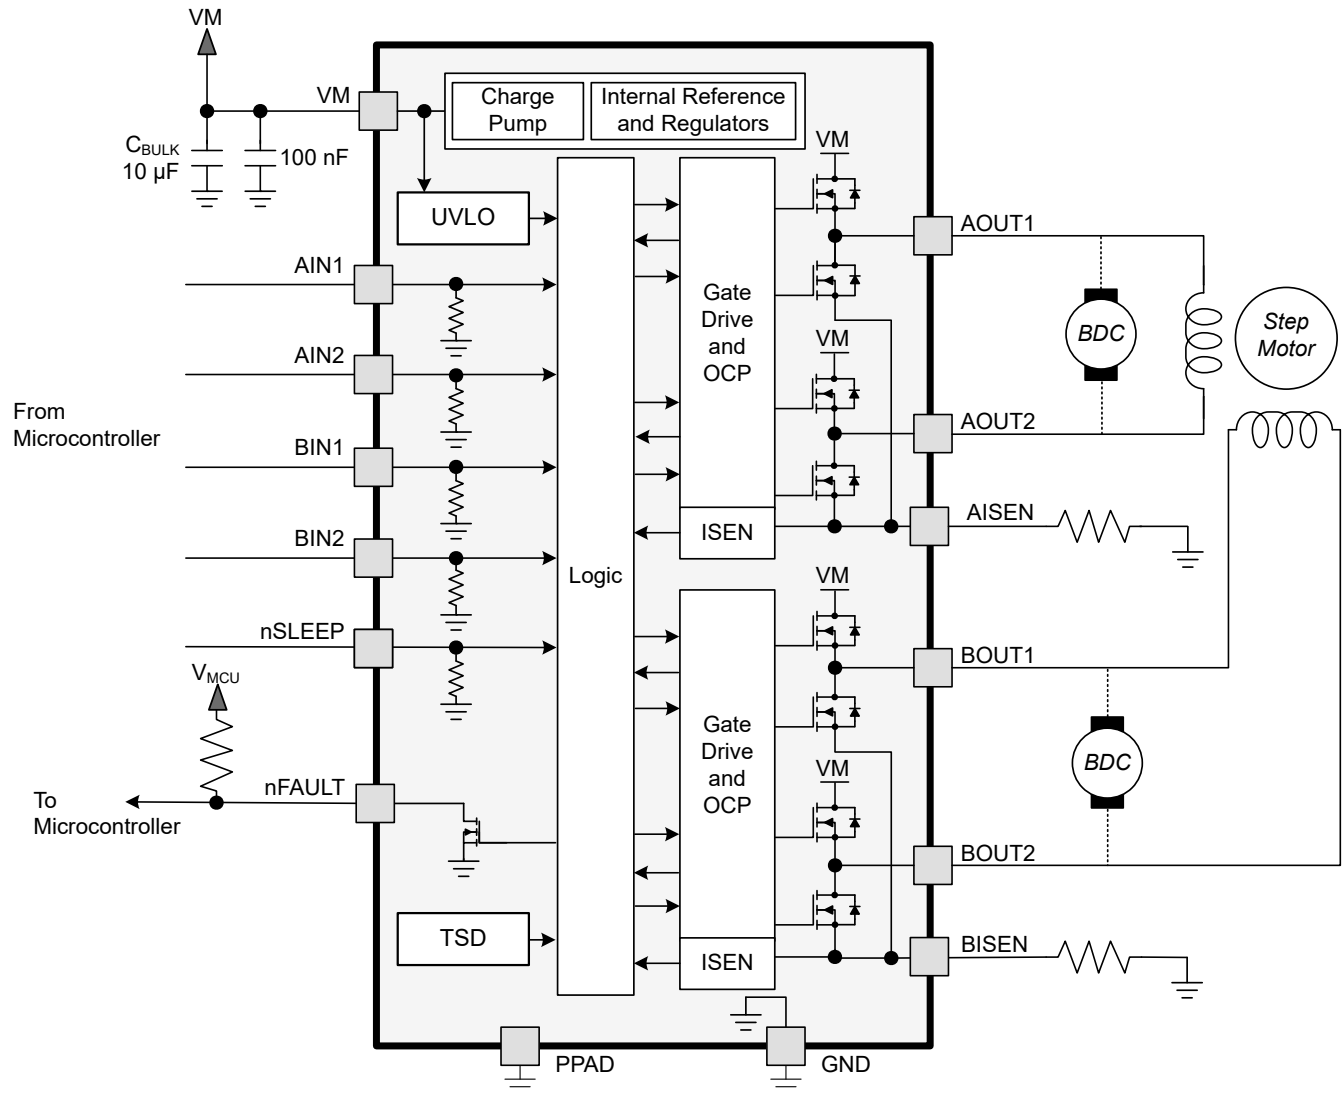 VM
VM
C_BULK
10 µF
100 nF
Charge
Pump
Internal Reference
and Regulators
UVLO
VM
AOUT1
AIN1
Gate
Drive
and
OCP
BDC
Step
Motor
VM
AIN2
AOUT2
From
Microcontroller
BIN1
AISEN
ISEN
BIN2
Logic
VM
nSLEEP
BOUT1
V_MCU
Gate
Drive
and
OCP
BDC
VM
nFAULT
To
Microcontroller
BOUT2
TSD
BISEN
ISEN
PPAD
GND